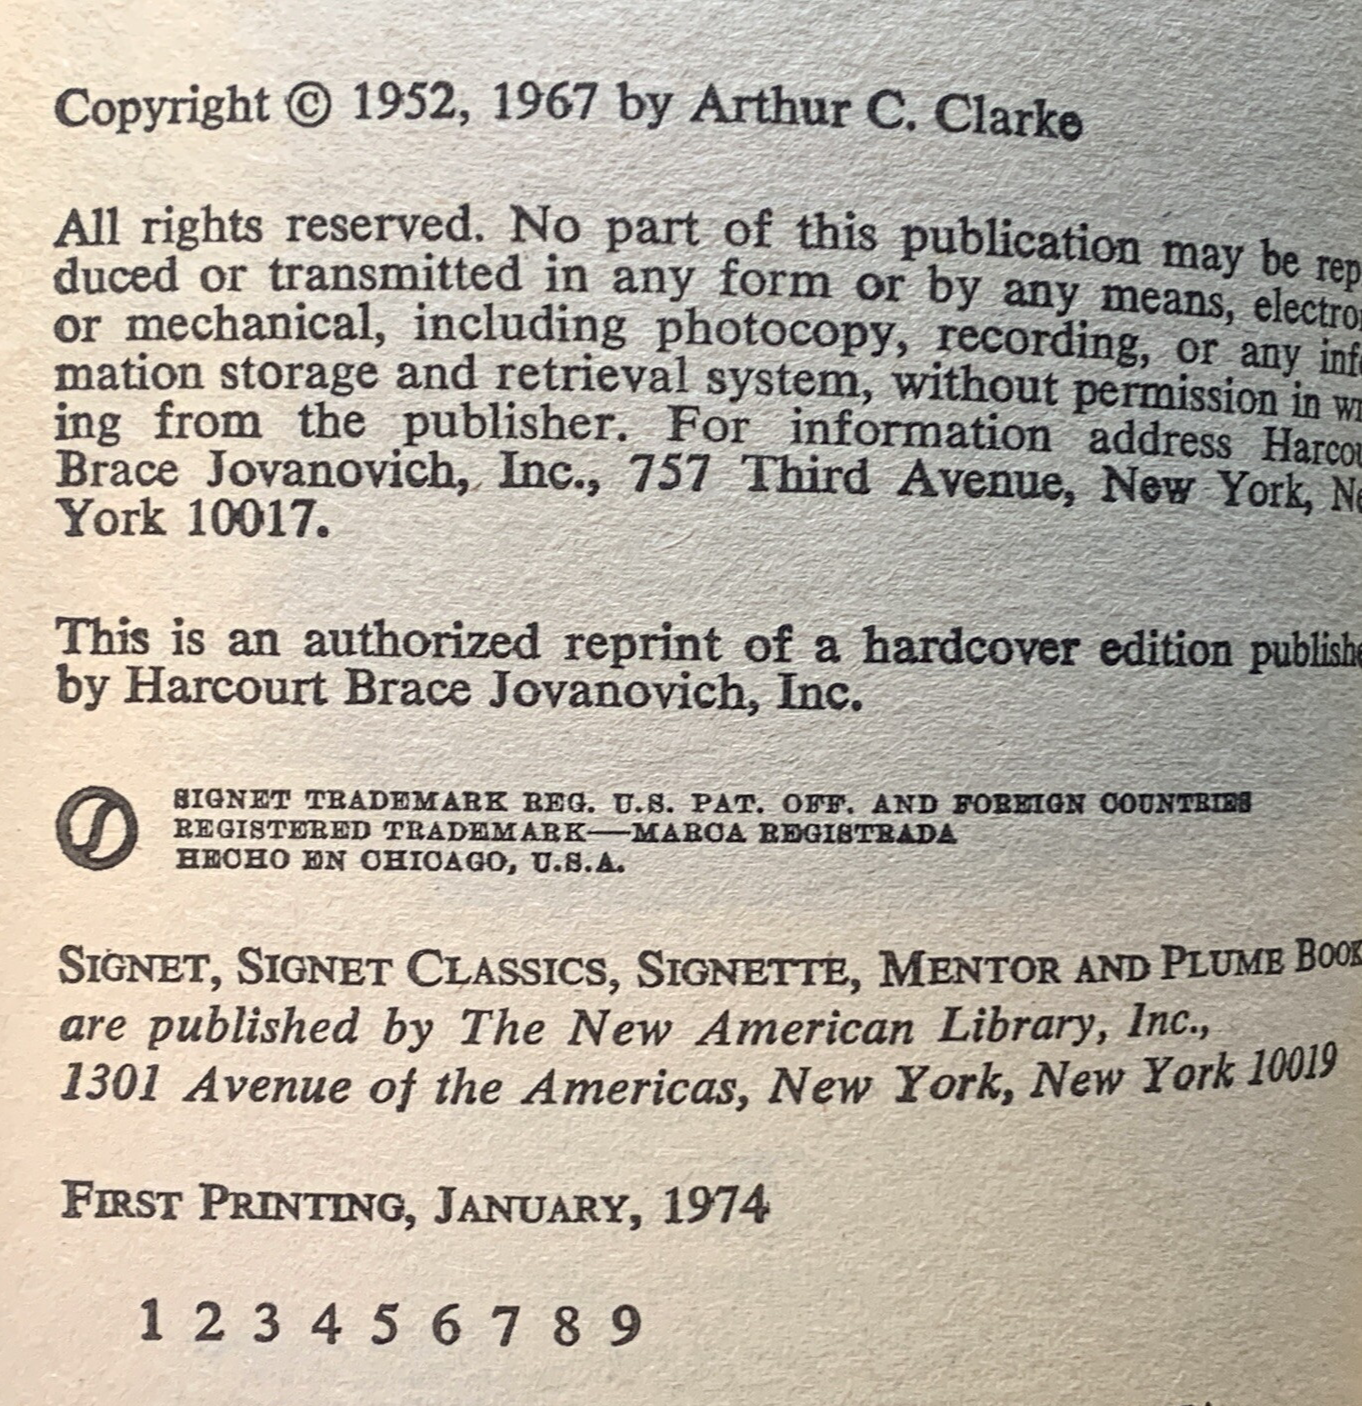 Copyright © 1952, 1967 by Arthur C. Clarke
All rights reserved. No part of this publication may be rep
duced or transmitted in any form or by any means, electro
or mechanical, including photocopy, recording, or any inf
mation storage and retrieval system, without permission in w
ing from the publisher. For information address Harcou
Brace Jovanovich, Inc., 757 Third Avenue, New York, Ne
York 10017.
This is an authorized reprint of a hardcover edition publishe
by Harcourt Brace Jovanovich, Inc.
SIGNET TRADEMARK REG. U.S. PAT. OFF. AND FOREIGN COUNTRIES
REGISTERED TRADEMARK—MARCA REGISTRADA
HECHO EN CHICAGO, U.S.A.
SIGNET, SIGNET CLASSICS, SIGNETTE, MENTOR AND PLUME BOOK
are published by The New American Library, Inc.,
1301 Avenue of the Americas, New York, New York 10019
FIRST PRINTING, JANUARY, 1974
1 2 3 4 5 6 7 8 9